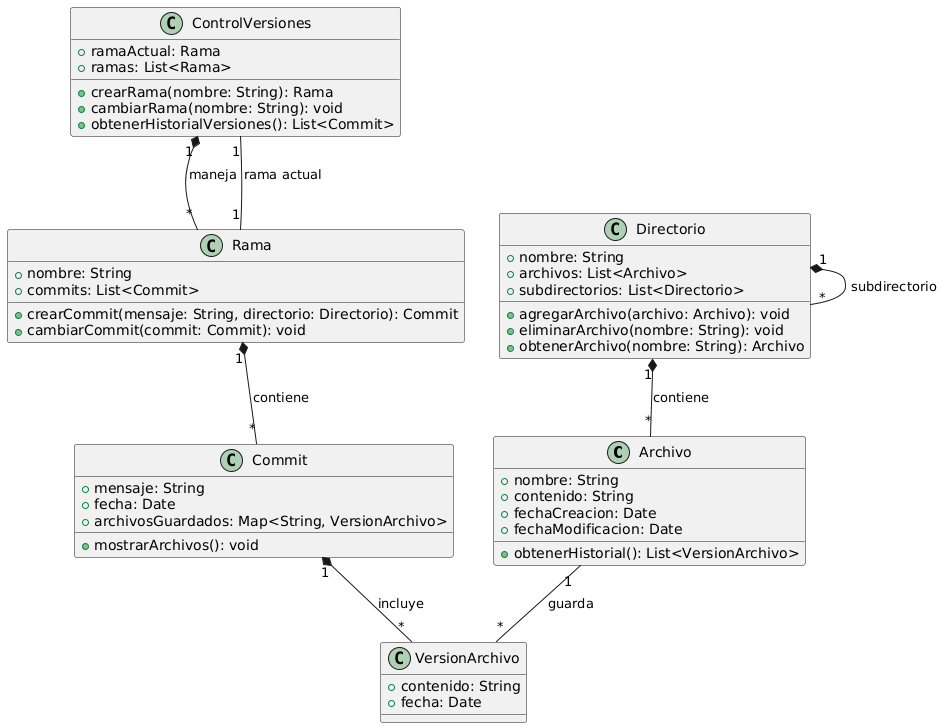 C ControlVersiones
ramaActual: Rama
ramas: List<Rama>
crearRama(nombre: String): Rama
cambiarRama(nombre: String): void
obtenerHistorialVersiones(): List<Commit>
1 1
maneja rama actual
* 1
C Rama
nombre: String
commits: List<Commit>
crearCommit(mensaje: String, directorio: Directorio): Commit
cambiarCommit(commit: Commit): void
C Directorio
nombre: String
archivos: List<Archivo>
subdirectorios: List<Directorio>
agregarArchivo(archivo: Archivo): void
eliminarArchivo(nombre: String): void
obtenerArchivo(nombre: String): Archivo
1
subdirectorio
*
1
contiene
*
1
contiene
*
C Commit
mensaje: String
fecha: Date
archivosGuardados: Map<String, VersionArchivo>
mostrarArchivos(): void
C Archivo
nombre: String
contenido: String
fechaCreacion: Date
fechaModificacion: Date
obtenerHistorial(): List<VersionArchivo>
1
incluye
*
1
guarda
*
C VersionArchivo
contenido: String
fecha: Date